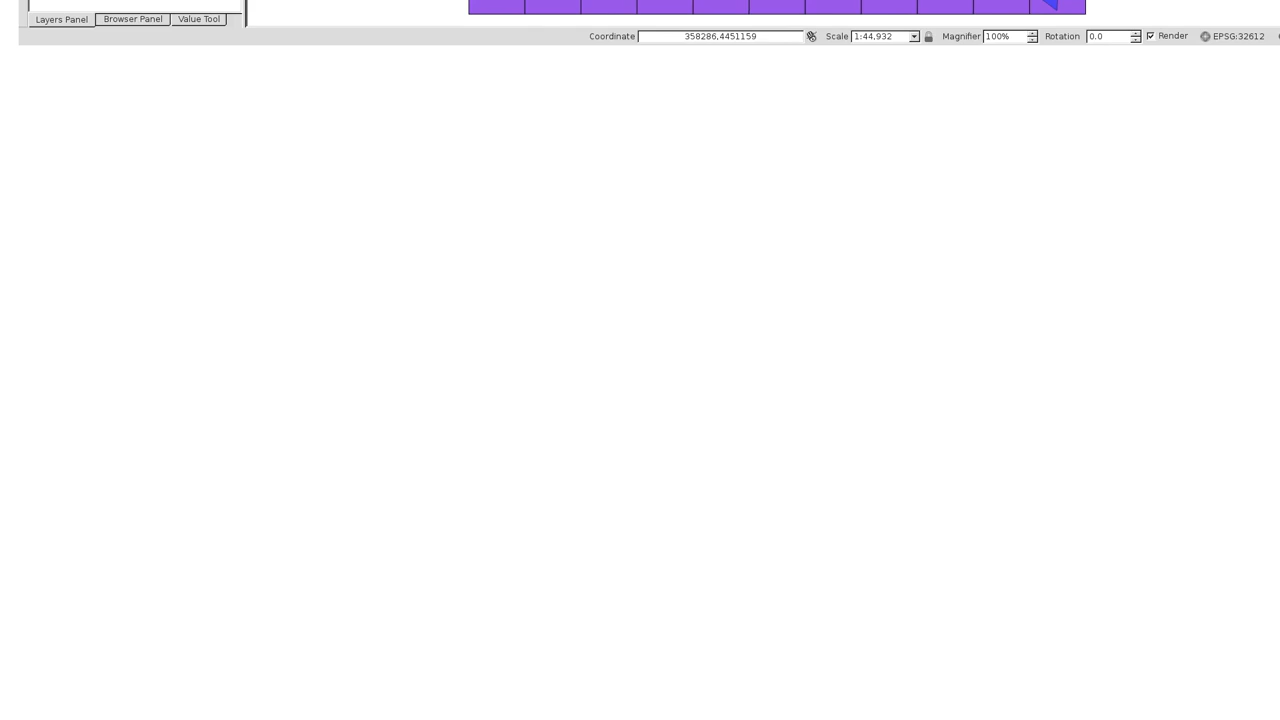 Layers Panel Browser Panel Value Tool
Coordinate 358286,4451159 Scale 1:44,932 Magnifier 100% Rotation 0.0 Render EPSG:32612